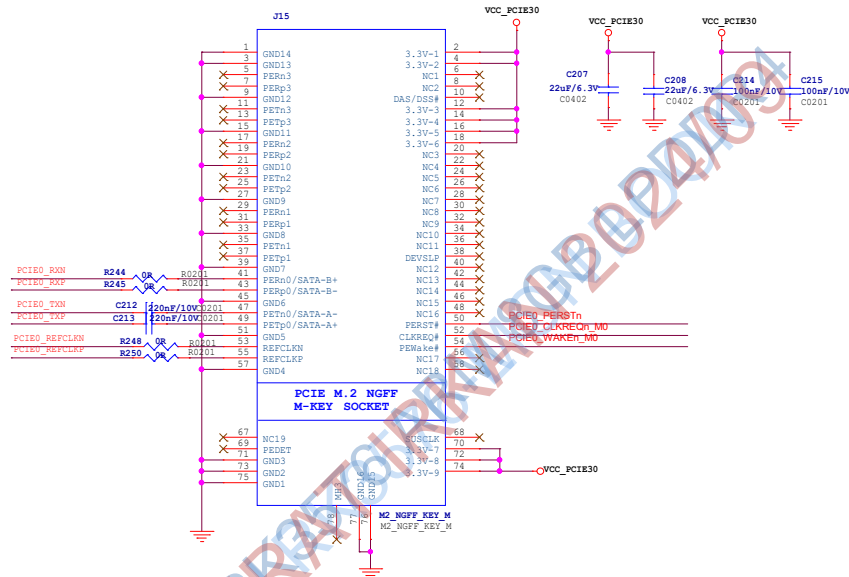 J15
VCC_PCIE30
VCC_PCIE30
VCC_PCIE30
1 GND14 3.3V-1 2
3 GND13 3.3V-2 4
5 PERn3 NC1 6
7 PERp3 NC2 8
9 GND12 DAS/DSS# 10
11 PETn3 3.3V-3 12
13 PETp3 3.3V-4 14
15 GND11 3.3V-5 16
17 PERn2 3.3V-6 18
19 PERp2 NC3 20
21 GND10 NC4 22
23 PETn2 NC5 24
25 PETp2 NC6 26
27 GND9 NC7 28
29 PERn1 NC8 30
31 PERp1 NC9 32
33 GND8 NC10 34
35 PETn1 NC11 36
37 PETp1 DEVSLP 38
39 GND7 NC12 40
PCIE0_RXN R244 0R R0201 41 PERn0/SATA-B+ NC13 42
PCIE0_RXP R245 0R R0201 43 PERp0/SATA-B- NC14 44
45 GND6 NC15 46
PCIE0_TXN C212 220nF/10V C0201 47 PETn0/SATA-A- NC16 48
PCIE0_TXP C213 220nF/10V C0201 49 PETp0/SATA-A+ PERST# 50 PCIE0_PERSTn
51 GND5 CLKREQ# 52 PCIE0_CLKREQn_M0
PCIE0_REFCLKN R248 0R R0201 53 REFCLKN PEWake# 54 PCIE0_WAKEn_M0
PCIE0_REFCLKP R250 0R R0201 55 REFCLKP NC17 56
57 GND4 NC18 58
PCIE M.2 NGFF
M-KEY SOCKET
67 NC19 SUSCLK 68
69 PEDET 3.3V-7 70
71 GND3 3.3V-8 72
73 GND2 3.3V-9 74
75 GND1
VCC_PCIE30
MH3 GND16 GND15
78 77 76
M2_NGFF_KEY_M
M2_NGFF_KEY_M
C207
22uF/6.3V
C0402
C208
22uF/6.3V
C0402
C214
100nF/10V
C0201
C215
100nF/10V
C0201
2024/09